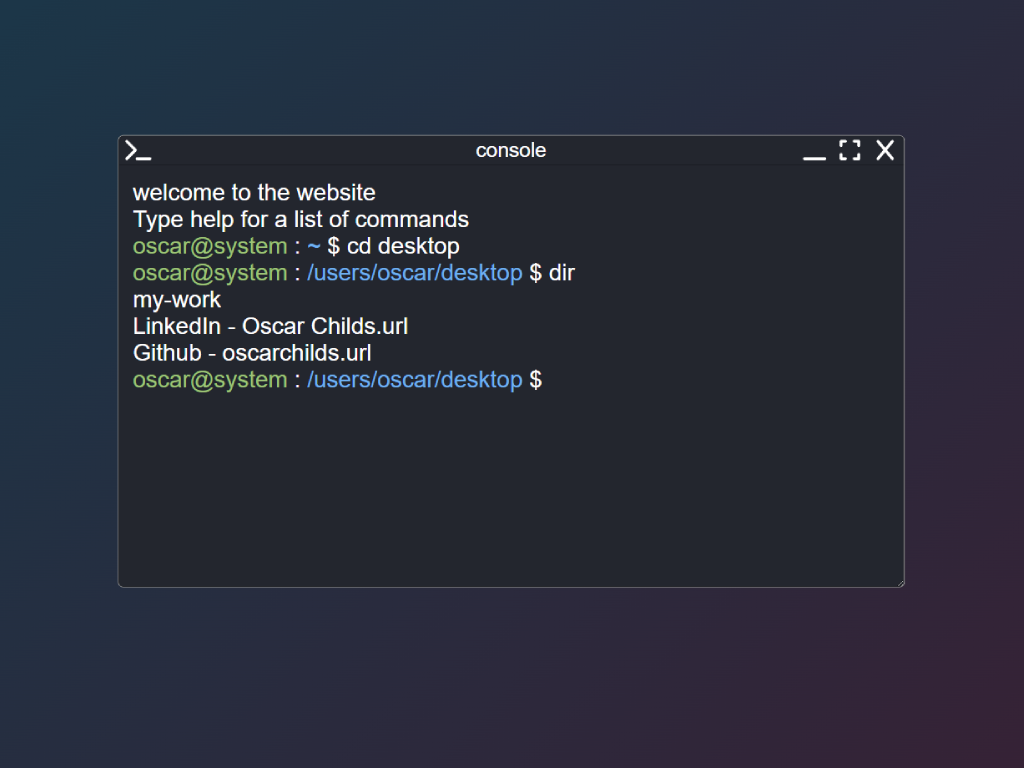 console
welcome to the website
Type help for a list of commands
oscar@system : ~ $ cd desktop
oscar@system : /users/oscar/desktop $ dir
my-work
LinkedIn - Oscar Childs.url
Github - oscarchilds.url
oscar@system : /users/oscar/desktop $